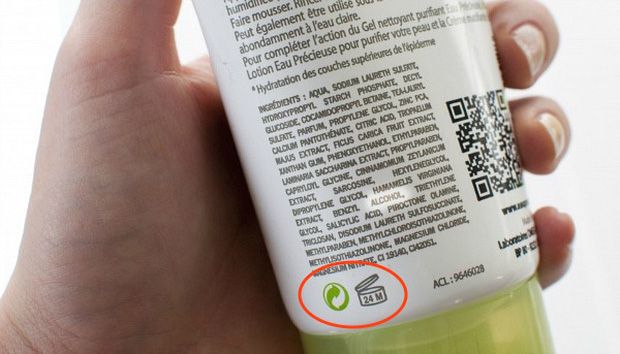 humidifiée
Faire mousser. Rincer
Peut également être utilisé sous la
abondamment à l'eau claire.
Pour compléter l'action du Gel nettoyant purifiant Eau Précieuse
Lotion Eau Précieuse pour purifier votre peau et la Crème
*Hydratation des couches supérieures de l'épiderme
INGRÉDIENTS : AQUA, SODIUM LAURETH SULFATE,
HYDROXYPROPYL STARCH PHOSPHATE, DECYL
GLUCOSIDE, COCAMIDOPROPYL BETAINE, TEA-LAURYL
SULFATE, PARFUM, PROPYLENE GLYCOL, ZINC PCA,
CALCIUM PANTOTHÉNATE, CITRIC ACID, TROPAEOLUM
MAJUS EXTRACT, FICUS CARICA FRUIT EXTRACT,
XANTHAN GUM, PHENOXYETHANOL, ETHYLPARABEN,
LAMINARIA SACCHARINA EXTRACT, PROPYLPARABEN,
CAPRYLOYL GLYCINE, CINNAMOMUM ZEYLANICUM
EXTRACT, SARCOSINE, HEXYLENEGLYCOL,
DIPROPYLENE GLYCOL, HAMAMELIS VIRGINIANA
EXTRACT, BENZYL ALCOHOL, TRIETHYLENE
GLYCOL, SALICYLIC ACID, PIROCTONE OLAMINE,
TRICLOSAN, DISODIUM LAURETH SULFOSUCCINATE,
METHYLPARABEN, METHYLCHLOROISOTHIAZOLINONE,
METHYLISOTHIAZOLINONE, MAGNESIUM CHLORIDE,
MAGNESIUM NITRATE, CI 19140, CI42051.
24 M
ACL : 9646028